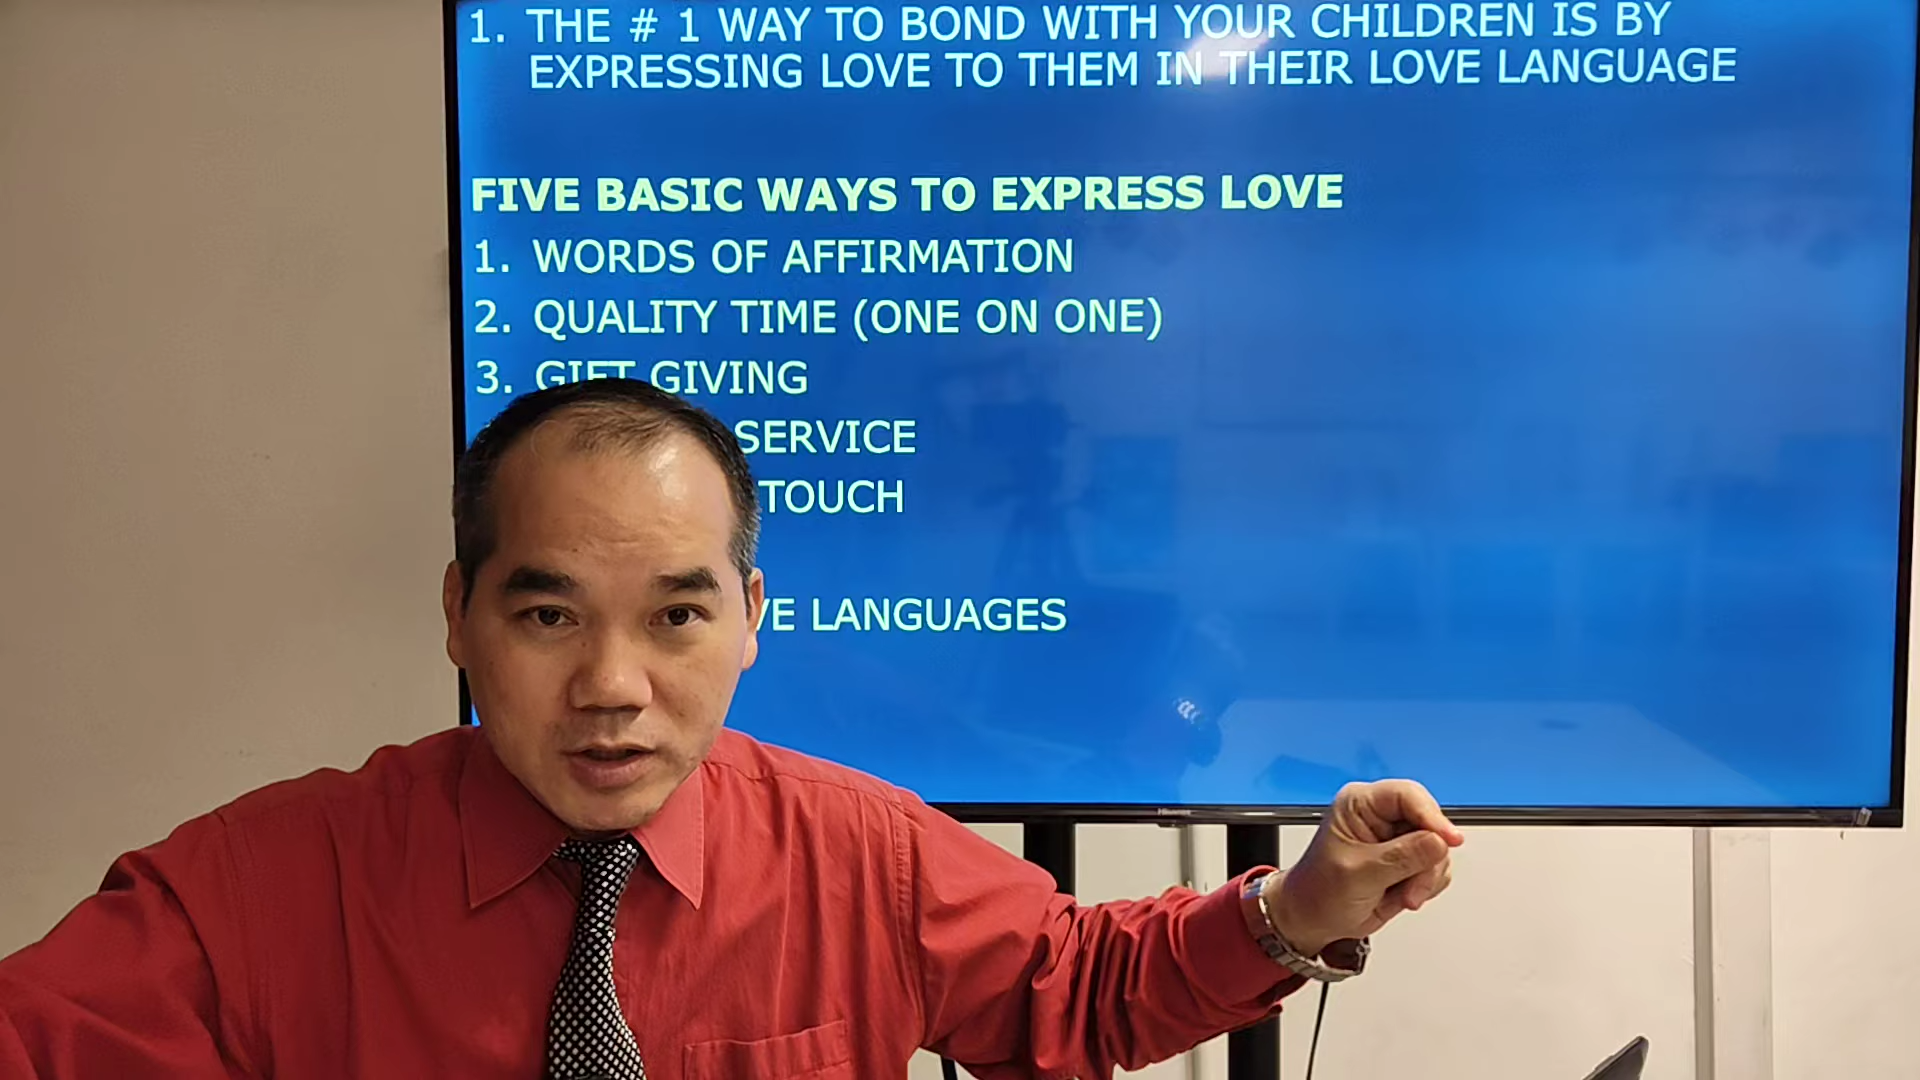 1. THE # 1 WAY TO BOND WITH YOUR CHILDREN IS BY
EXPRESSING LOVE TO THEM IN THEIR LOVE LANGUAGE
FIVE BASIC WAYS TO EXPRESS LOVE
1. WORDS OF AFFIRMATION
2. QUALITY TIME (ONE ON ONE)
3. GIFT GIVING
SERVICE
TOUCH
VE LANGUAGES
Hisense